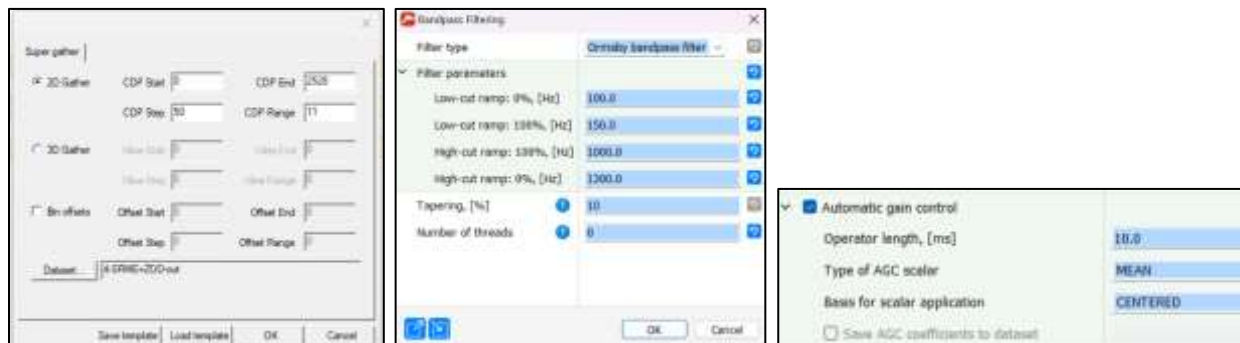 Super gather
2D Gather CDP Start 0 CDP End 2528
CDP Step 50 CDP Range 11
3D Gather
Bin offsets Offset Start 0 Offset End 0
Offset Step Offset Range 0
Dataset...
Save template Load template OK Cancel
Bandpass Filtering
Filter type Ormsby bandpass filter
Filter parameters
Low-cut ramp: 0%, [Hz] 100.0
Low-cut ramp: 100%, [Hz] 150.0
High-cut ramp: 100%, [Hz] 1000.0
High-cut ramp: 0%, [Hz] 1300.0
Tapering, [%] 10
Number of threads 0
OK Cancel
Automatic gain control
Operator length, [ms] 10.0
Type of AGC scalar MEAN
Basis for scalar application CENTERED
Save AGC coefficients to dataset